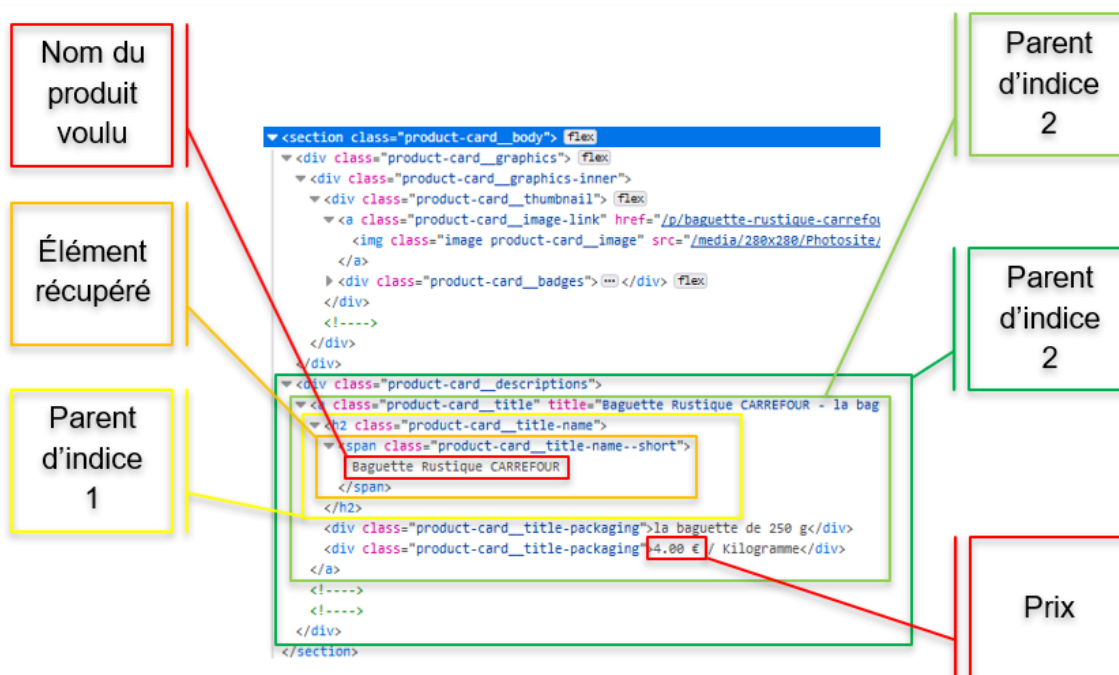 Nom du
produit
voulu
Élément
récupéré
Parent
d’indice
1
<section class="product-card__body"> flex
<div class="product-card__graphics"> flex
<div class="product-card__graphics-inner">
<div class="product-card__thumbnail"> flex
<a class="product-card__image-link" href="/p/baguette-rustique-carrefou
<img class="image product-card__image" src="/media/280x280/Photosite/
</a>
<div class="product-card__badges"> ••• </div> flex
</div>
<!---->
</div>
</div>
<div class="product-card__descriptions">
<a class="product-card__title" title="Baguette Rustique CARREFOUR - la bag
<h2 class="product-card__title-name">
<span class="product-card__title-name--short">
Baguette Rustique CARREFOUR
</span>
</h2>
<div class="product-card__title-packaging">la baguette de 250 g</div>
<div class="product-card__title-packaging">4.00 € / Kilogramme</div>
</a>
<!---->
<!---->
</div>
</section>
Parent
d’indice
2
Parent
d’indice
2
Prix